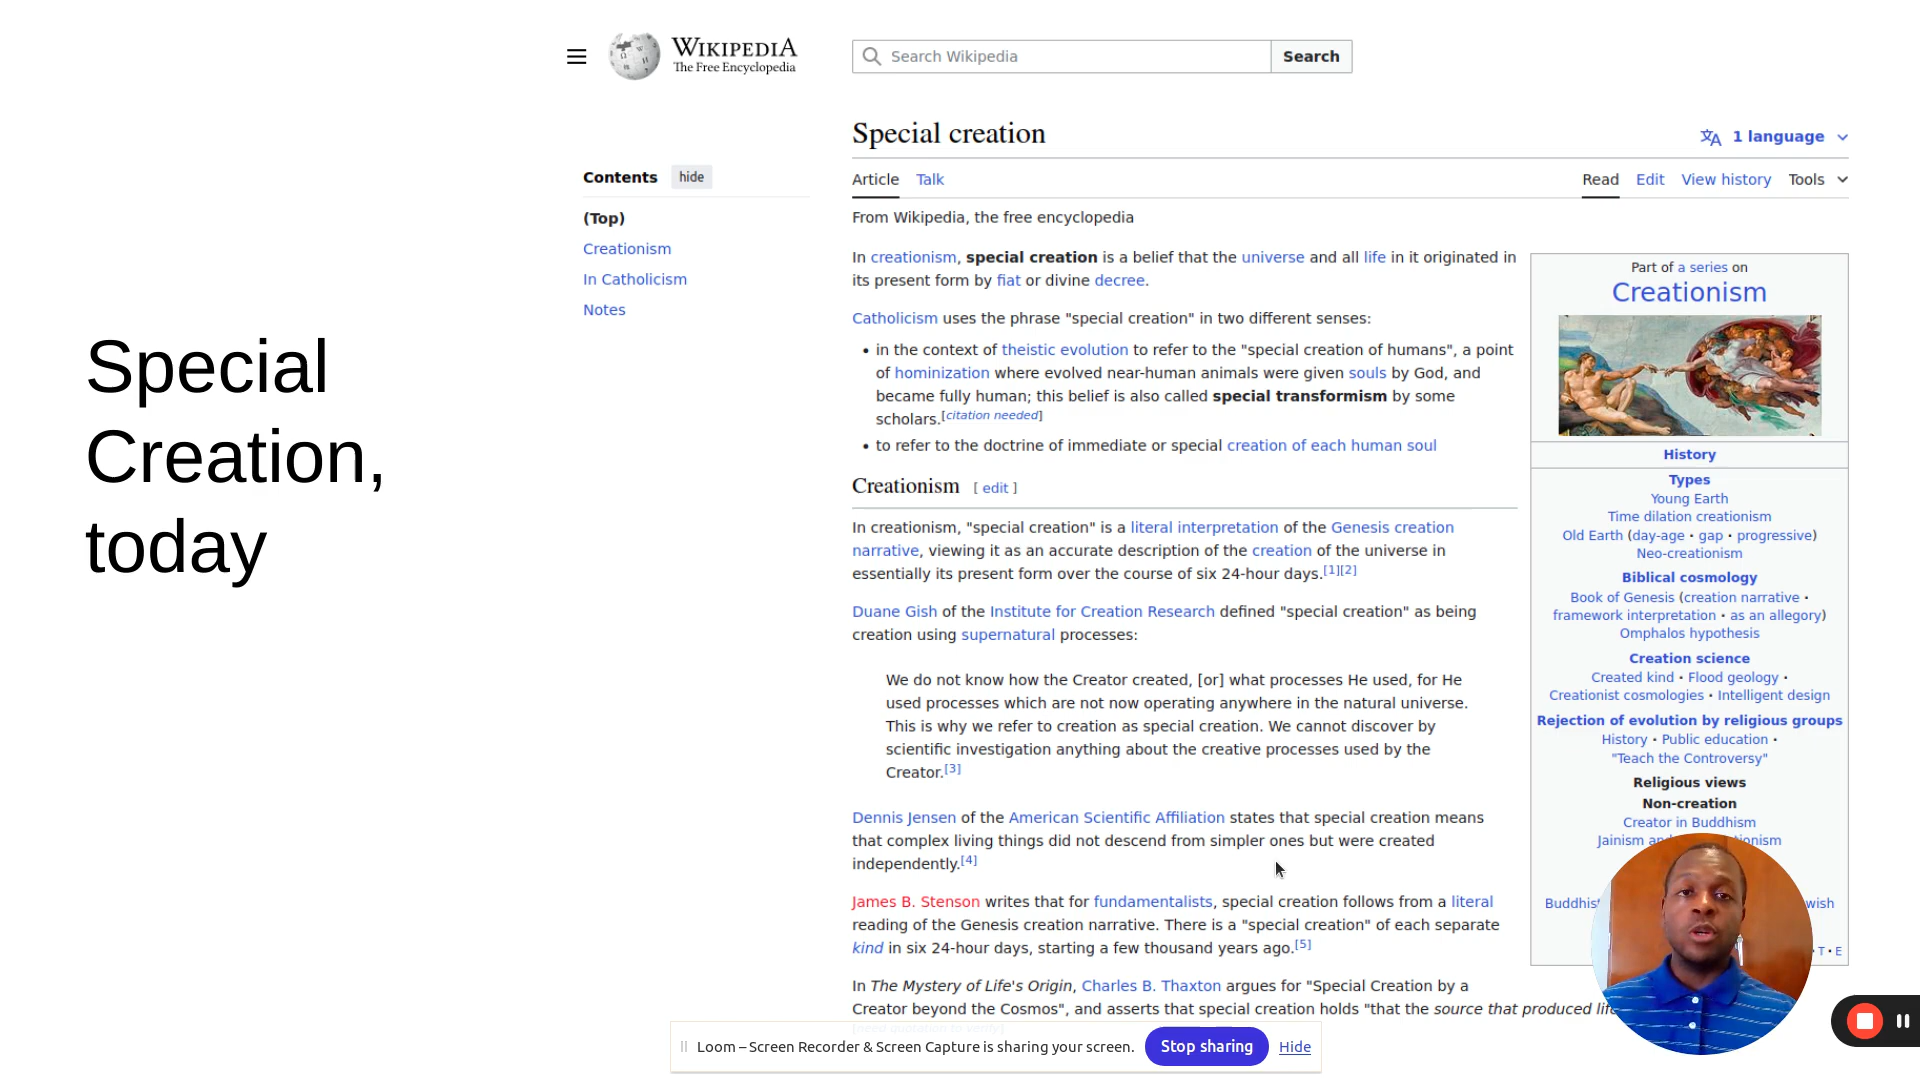 Special
Creation,
today
WIKIPEDIA
The Free Encyclopedia
Search Wikipedia
Search
Special creation
1 language
Contents hide
(Top)
Creationism
In Catholicism
Notes
Article Talk
Read Edit View history Tools
From Wikipedia, the free encyclopedia
In creationism, special creation is a belief that the universe and all life in it originated in
its present form by fiat or divine decree.
Catholicism uses the phrase "special creation" in two different senses:
• in the context of theistic evolution to refer to the "special creation of humans", a point
of hominization where evolved near-human animals were given souls by God, and
became fully human; this belief is also called special transformism by some
scholars.[citation needed]
• to refer to the doctrine of immediate or special creation of each human soul
Creationism [ edit ]
In creationism, "special creation" is a literal interpretation of the Genesis creation
narrative, viewing it as an accurate description of the creation of the universe in
essentially its present form over the course of six 24-hour days.[1][2]
Duane Gish of the Institute for Creation Research defined "special creation" as being
creation using supernatural processes:
We do not know how the Creator created, [or] what processes He used, for He
used processes which are not now operating anywhere in the natural universe.
This is why we refer to creation as special creation. We cannot discover by
scientific investigation anything about the creative processes used by the
Creator.[3]
Dennis Jensen of the American Scientific Affiliation states that special creation means
that complex living things did not descend from simpler ones but were created
independently.[4]
James B. Stenson writes that for fundamentalists, special creation follows from a literal
reading of the Genesis creation narrative. There is a "special creation" of each separate
kind in six 24-hour days, starting a few thousand years ago.[5]
In The Mystery of Life's Origin, Charles B. Thaxton argues for "Special Creation by a
Creator beyond the Cosmos", and asserts that special creation holds "that the source that produced
[need quotation to verify]
Part of a series on
Creationism
History
Types
Young Earth
Time dilation creationism
Old Earth (day-age • gap • progressive)
Neo-creationism
Biblical cosmology
Book of Genesis (creation narrative •
framework interpretation • as an allegory)
Omphalos hypothesis
Creation science
Created kind • Flood geology •
Creationist cosmologies • Intelligent design
Rejection of evolution by religious groups
History • Public education •
"Teach the Controversy"
Religious views
Non-creation
Creator in Buddhism
Jainism
• T • E
Loom – Screen Recorder & Screen Capture is sharing your screen.
Stop sharing
Hide